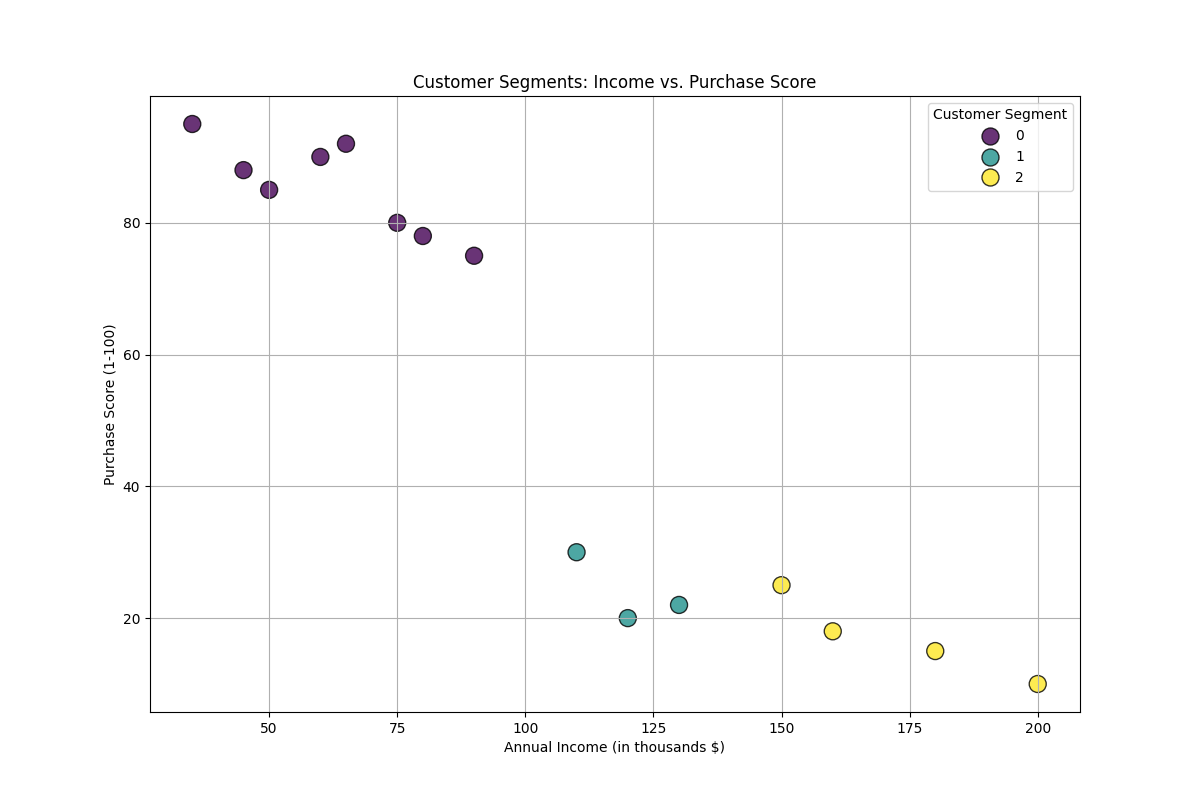 Customer Segments: Income vs. Purchase Score
Customer Segment
0
1
2
80
60
40
20
Purchase Score (1-100)
50 75 100 125 150 175 200
Annual Income (in thousands $)